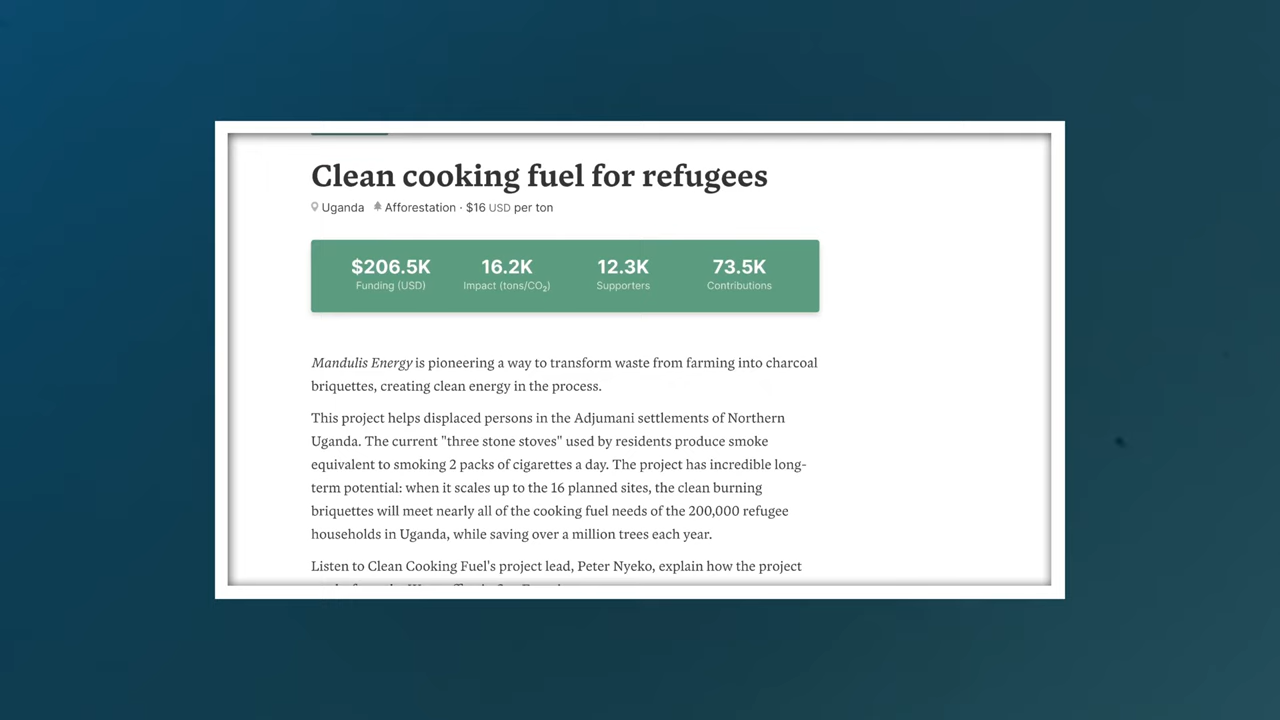 Clean cooking fuel for refugees
Uganda Afforestation · $16 USD per ton
$206.5K 16.2K 12.3K 73.5K
Funding (USD) Impact (tons/CO₂) Supporters Contributions
Mandulis Energy is pioneering a way to transform waste from farming into charcoal
briquettes, creating clean energy in the process.
This project helps displaced persons in the Adjumani settlements of Northern
Uganda. The current "three stone stoves" used by residents produce smoke
equivalent to smoking 2 packs of cigarettes a day. The project has incredible long-
term potential: when it scales up to the 16 planned sites, the clean burning
briquettes will meet nearly all of the cooking fuel needs of the 200,000 refugee
households in Uganda, while saving over a million trees each year.
Listen to Clean Cooking Fuel's project lead, Peter Nyeko, explain how the project